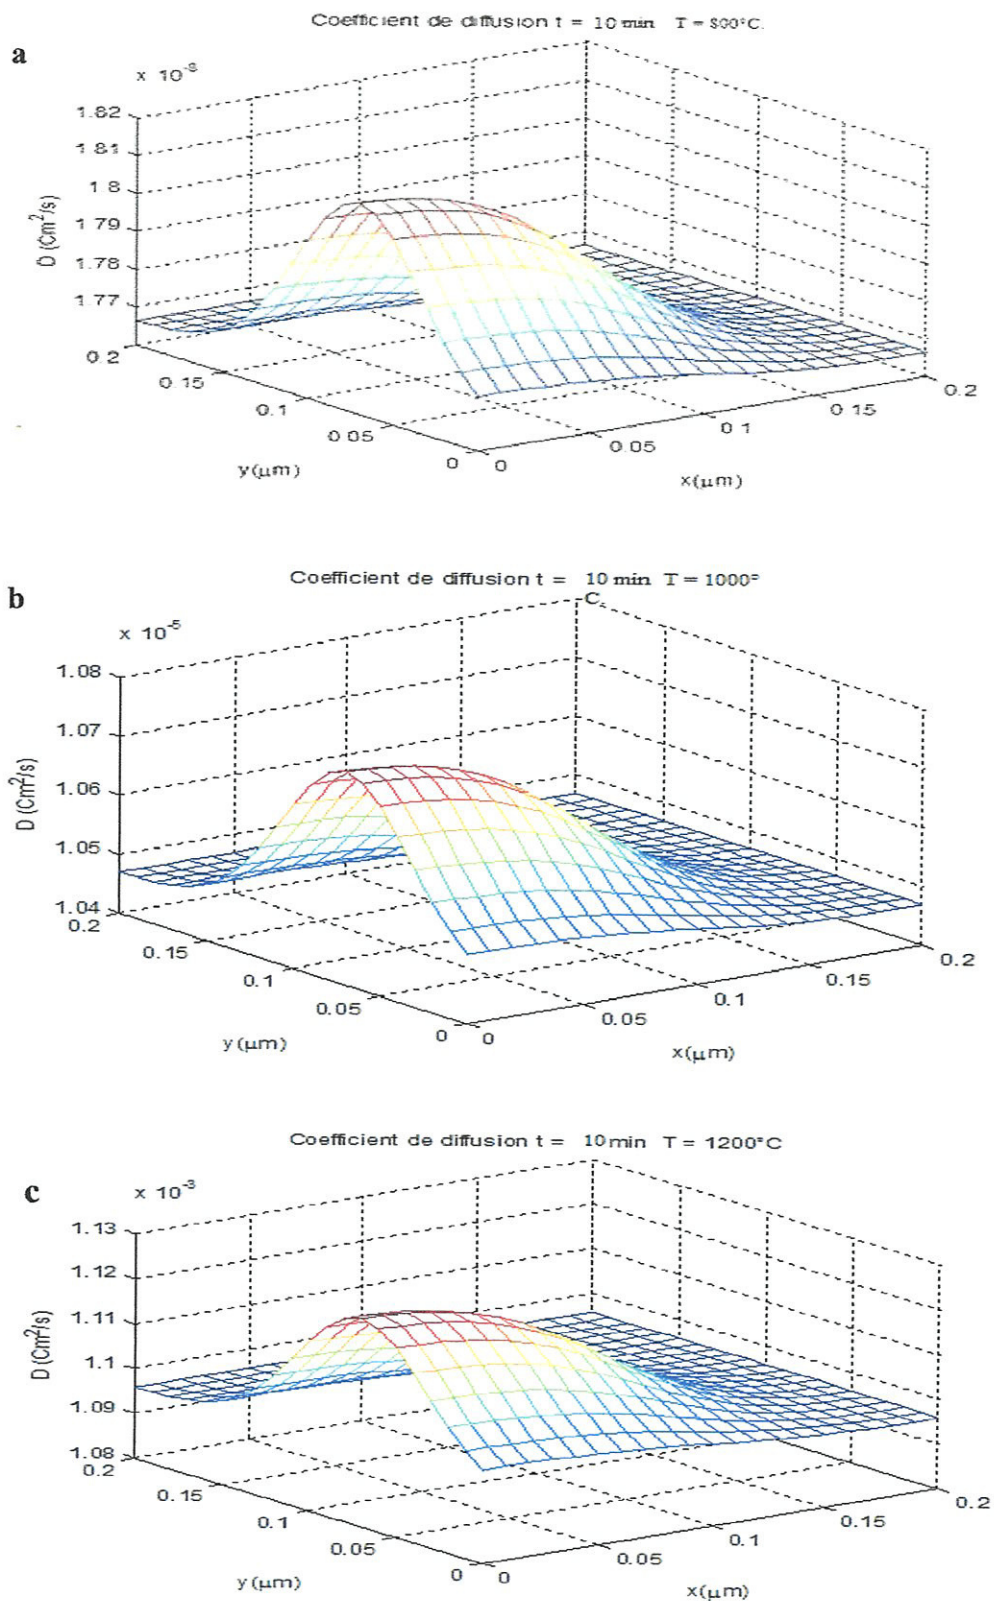 Coefficient de diffusion t = 10 min T = 800°C.
a
x 10⁻⁸
1.82
1.81
1.8
1.79
1.78
1.77
D (Cm²/s)
0.2
0.15
0.1
0.05
0
y(μm)
0
0.05
0.1
0.15
0.2
x(μm)
Coefficient de diffusion t = 10 min T = 1000°
C.
b
x 10⁻⁵
1.08
1.07
1.06
1.05
1.04
D (Cm²/s)
0.2
0.15
0.1
0.05
0
y(μm)
0
0.05
0.1
0.15
0.2
x(μm)
Coefficient de diffusion t = 10 min T = 1200°C
c
x 10⁻³
1.13
1.12
1.11
1.1
1.09
1.08
D (Cm²/s)
0.2
0.15
0.1
0.05
0
y(μm)
0
0.05
0.1
0.15
0.2
x(μm)